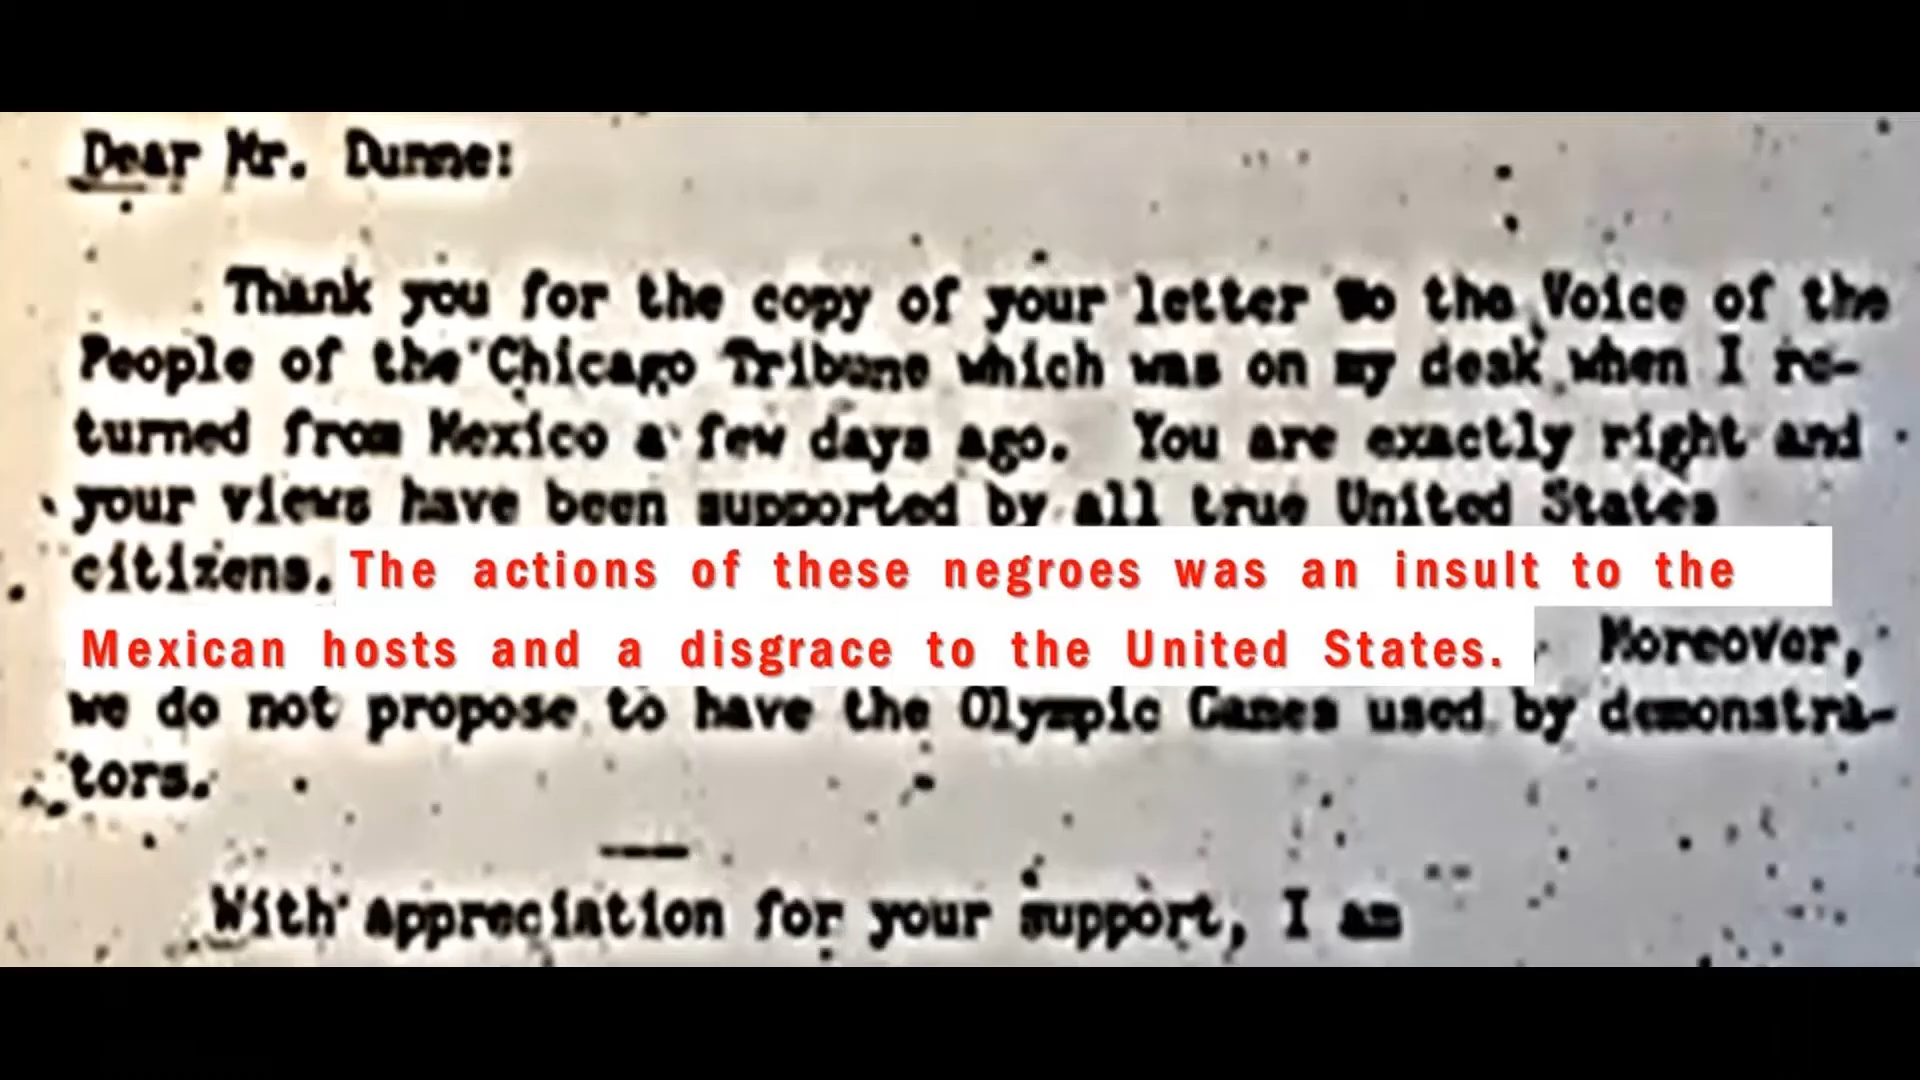 Dear Mr. Dunne:
Thank you for the copy of your letter to the Voice of the
People of the Chicago Tribune which was on my desk when I re-
turned from Mexico a few days ago. You are exactly right and
your views have been supported by all true United States
citizens. The actions of these negroes was an insult to the
Mexican hosts and a disgrace to the United States. Moreover,
we do not propose to have the Olympic Games used by demonstra-
tors.
With appreciation for your support, I am